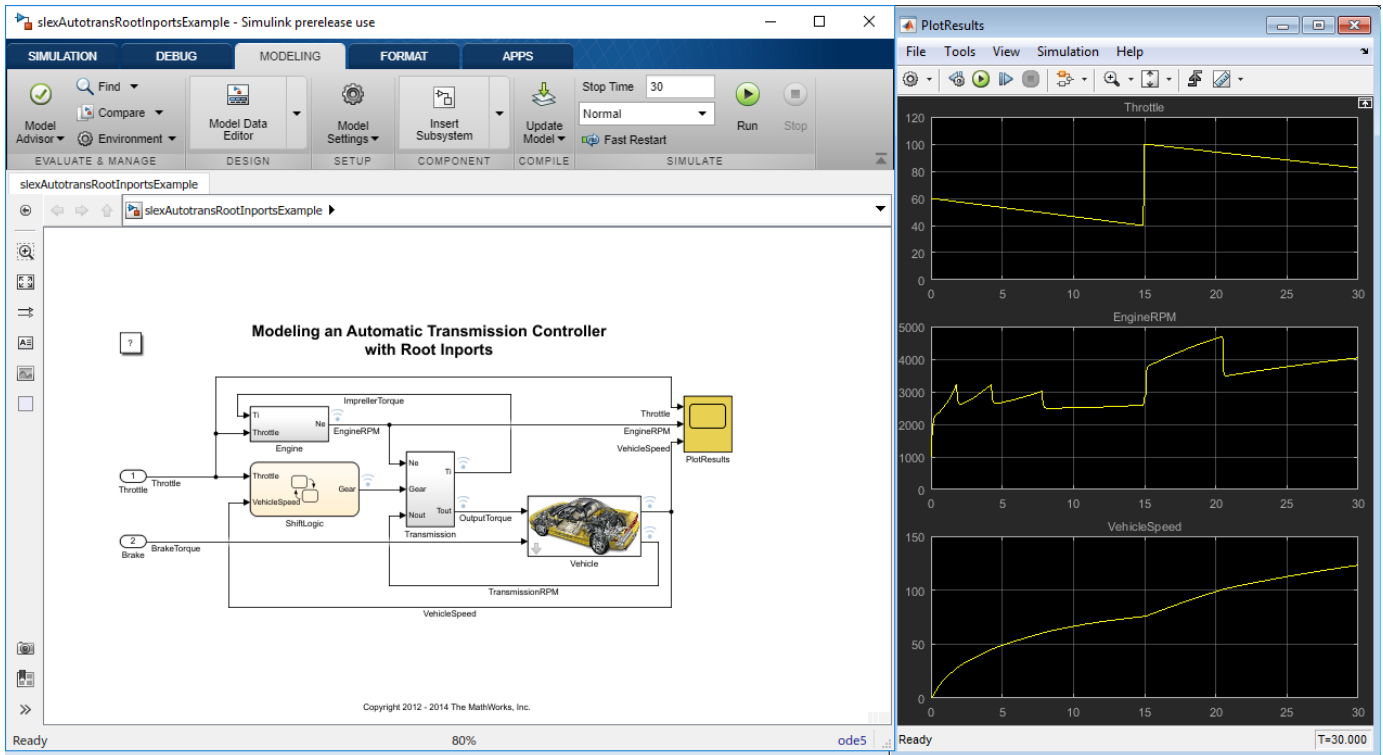 slexAutotransRootInportsExample - Simulink prerelease use
SIMULATION DEBUG MODELING FORMAT APPS
Model Advisor
Find
Compare
Environment
EVALUATE & MANAGE
Model Data Editor
DESIGN
Model Settings
SETUP
Insert Subsystem
COMPONENT
Update Model
COMPILE
Stop Time 30
Normal
Fast Restart
Run
Stop
SIMULATE
slexAutotransRootInportsExample
slexAutotransRootInportsExample
?
Modeling an Automatic Transmission Controller
with Root Inports
ImprellerTorque
Ti
Throttle
Ne
Engine
EngineRPM
Throttle
EngineRPM
VehicleSpeed
PlotResults
1
Throttle
Throttle
Throttle
VehicleSpeed
Gear
ShiftLogic
Ne
Gear
Nout
Ti
Tout
Transmission
OutputTorque
2
Brake
BrakeTorque
Vehicle
TransmissionRPM
VehicleSpeed
Copyright 2012 - 2014 The MathWorks, Inc.
Ready 80% ode5
PlotResults
File Tools View Simulation Help
Throttle
120
100
80
60
40
20
0
0 5 10 15 20 25 30
EngineRPM
5000
4000
3000
2000
1000
0
0 5 10 15 20 25 30
VehicleSpeed
150
100
50
0
0 5 10 15 20 25 30
Ready T=30.000